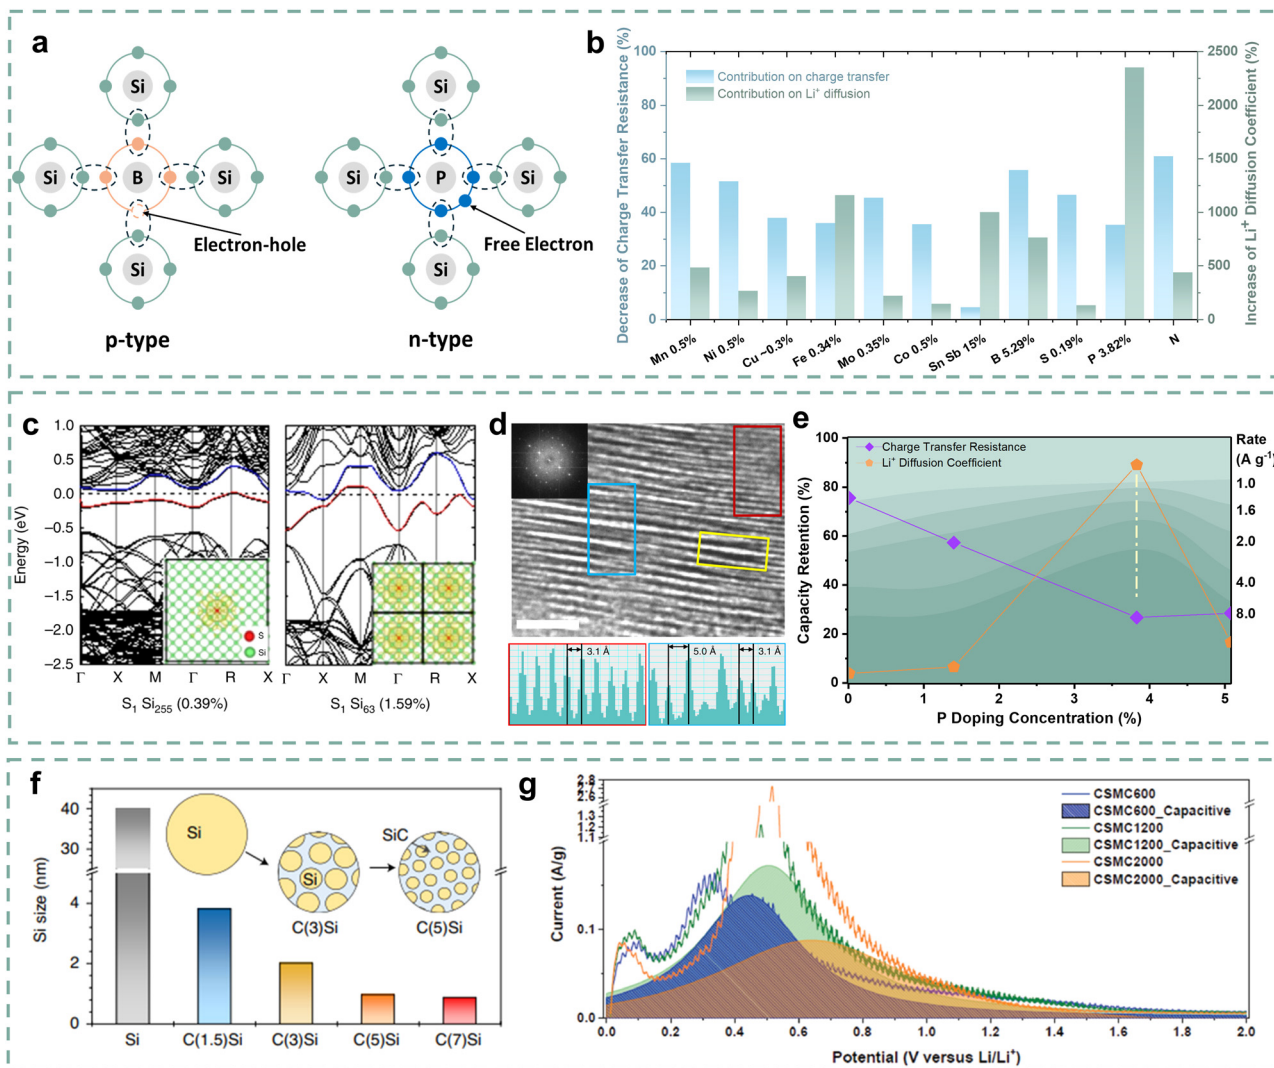 a
Si
Si
B
Si
Si
Electron-hole
p-type
Si
Si
P
Si
Si
Free Electron
n-type
b
Decrease of Charge Transfer Resistance (%)
100
80
60
40
20
0
Contribution on charge transfer
Contribution on Li⁺ diffusion
2500
2000
1500
1000
500
0
Increase of Li⁺ Diffusion Coefficient (%)
Mn 0.5%
Ni 0.5%
Cu ~0.3%
Fe 0.34%
Mo 0.35%
Co 0.5%
Sn Sb 15%
B 5.29%
S 0.19%
P 3.82%
N
c
Energy (eV)
1.0
0.5
0.0
−0.5
−1.0
−1.5
−2.0
−2.5
S
Si
Γ X M Γ R X
Γ X M Γ R X
S₁ Si₂₅₅ (0.39%)
S₁ Si₆₃ (1.59%)
d
3.1 Å
5.0 Å
3.1 Å
e
Capacity Retention (%)
100
80
60
40
20
0
Charge Transfer Resistance
Li⁺ Diffusion Coefficient
Rate
(A g⁻¹)
1.0
1.6
2.0
4.0
8.0
0 1 2 3 4 5
P Doping Concentration (%)
f
Si size (nm)
40
30
4
2
0
Si
SiC
Si
C(3)Si
C(5)Si
Si C(1.5)Si C(3)Si C(5)Si C(7)Si
g
Current (A/g)
2.8
2.7
2.6
1.3
1.2
1.1
0.1
0.0
CSMC600
CSMC600_Capacitive
CSMC1200
CSMC1200_Capacitive
CSMC2000
CSMC2000_Capacitive
0.0 0.2 0.4 0.6 0.8 1.0 1.2 1.4 1.6 1.8 2.0
Potential (V versus Li/Li⁺)